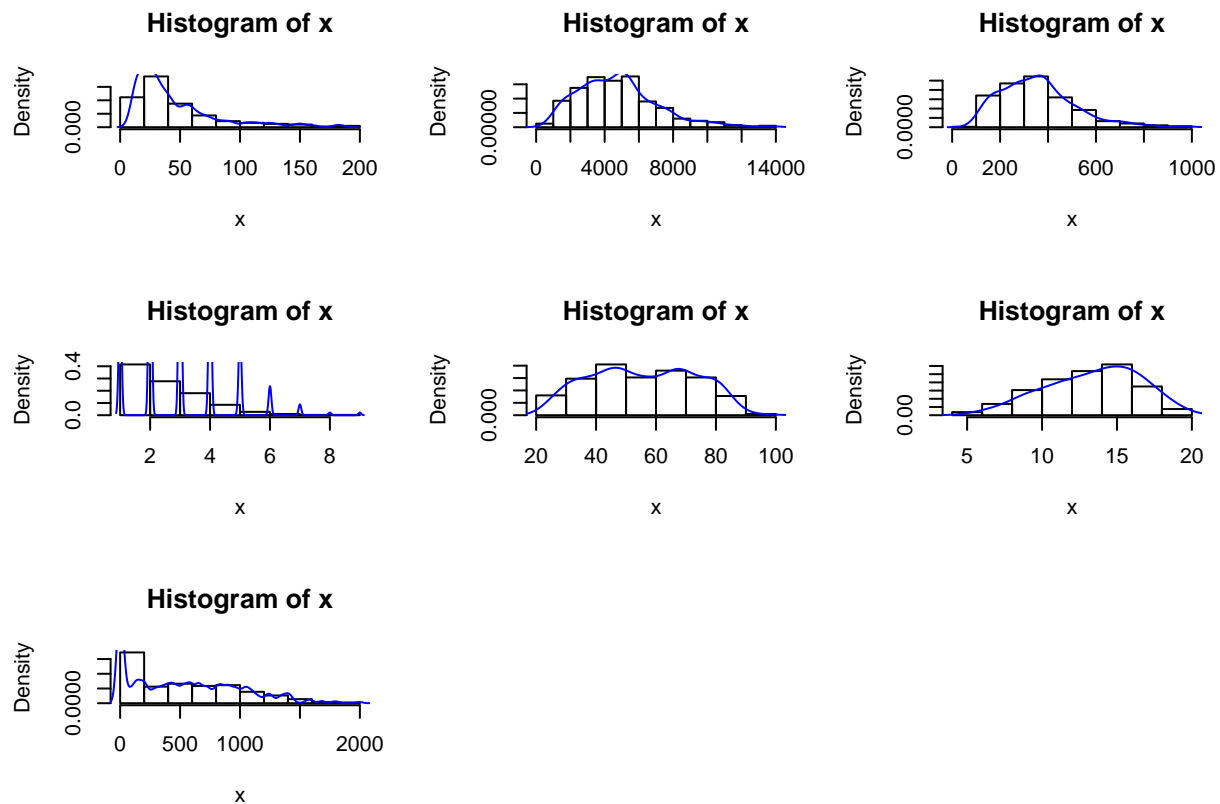 Histogram of x
Density
0.000
0 50 100 150 200
x
Histogram of x
Density
0.00000
0 4000 8000 14000
x
Histogram of x
Density
0.00000
0 200 600 1000
x
Histogram of x
Density
0.0 0.4
2 4 6 8
x
Histogram of x
Density
0.000
20 40 60 80 100
x
Histogram of x
Density
0.00
5 10 15 20
x
Histogram of x
Density
0.0000
0 500 1000 2000
x